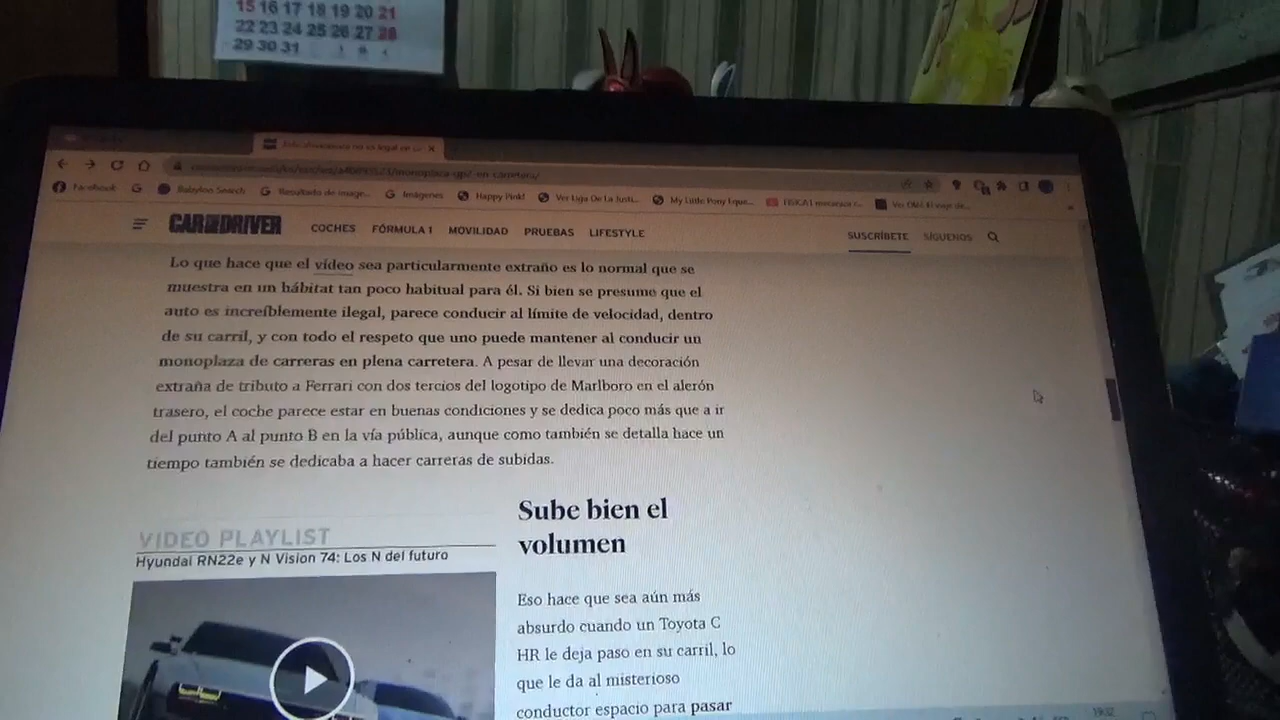 15 16 17 18 19 20 21
22 23 24 25 26 27 28
29 30 31
Facebook
Babylon Search
Resultado de image...
Imágenes
Happy Pink!
Ver Liga De La Justi...
My Little Pony Eque...
CAR AND DRIVER
COCHES FÓRMULA 1 MOVILIDAD PRUEBAS LIFESTYLE
SUSCRÍBETE SÍGUENOS
Lo que hace que el vídeo sea particularmente extraño es lo normal que se
muestra en un hábitat tan poco habitual para él. Si bien se presume que el
auto es increíblemente ilegal, parece conducir al límite de velocidad, dentro
de su carril, y con todo el respeto que uno puede mantener al conducir un
monoplaza de carreras en plena carretera. A pesar de llevar una decoración
extraña de tributo a Ferrari con dos tercios del logotipo de Marlboro en el alerón
trasero, el coche parece estar en buenas condiciones y se dedica poco más que a ir
del punto A al punto B en la vía pública, aunque como también se detalla hace un
tiempo también se dedicaba a hacer carreras de subidas.
VIDEO PLAYLIST
Hyundai RN22e y N Vision 74: Los N del futuro
Sube bien el
volumen
Eso hace que sea aún más
absurdo cuando un Toyota C
HR le deja paso en su carril, lo
que le da al misterioso
conductor espacio para pasar
19:12